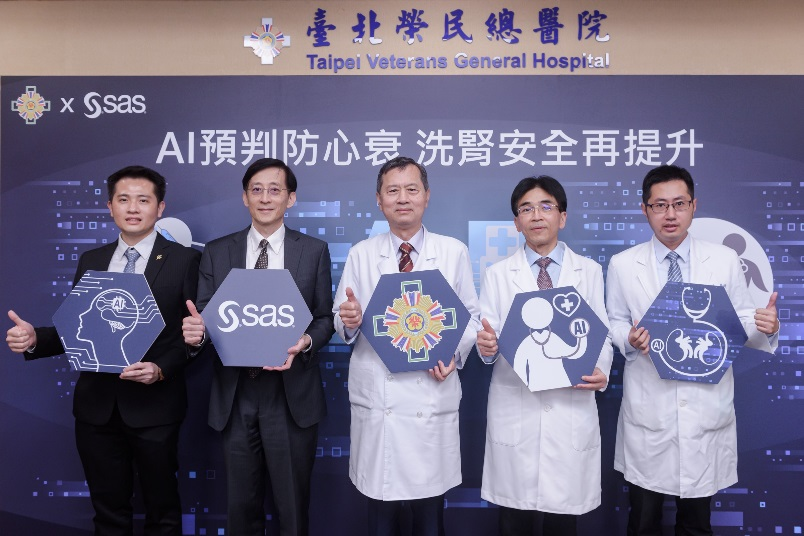 臺北榮民總醫院
Taipei Veterans General Hospital
x sas
AI預判防心衰 洗腎安全再提升
AI
sas
AI
AI